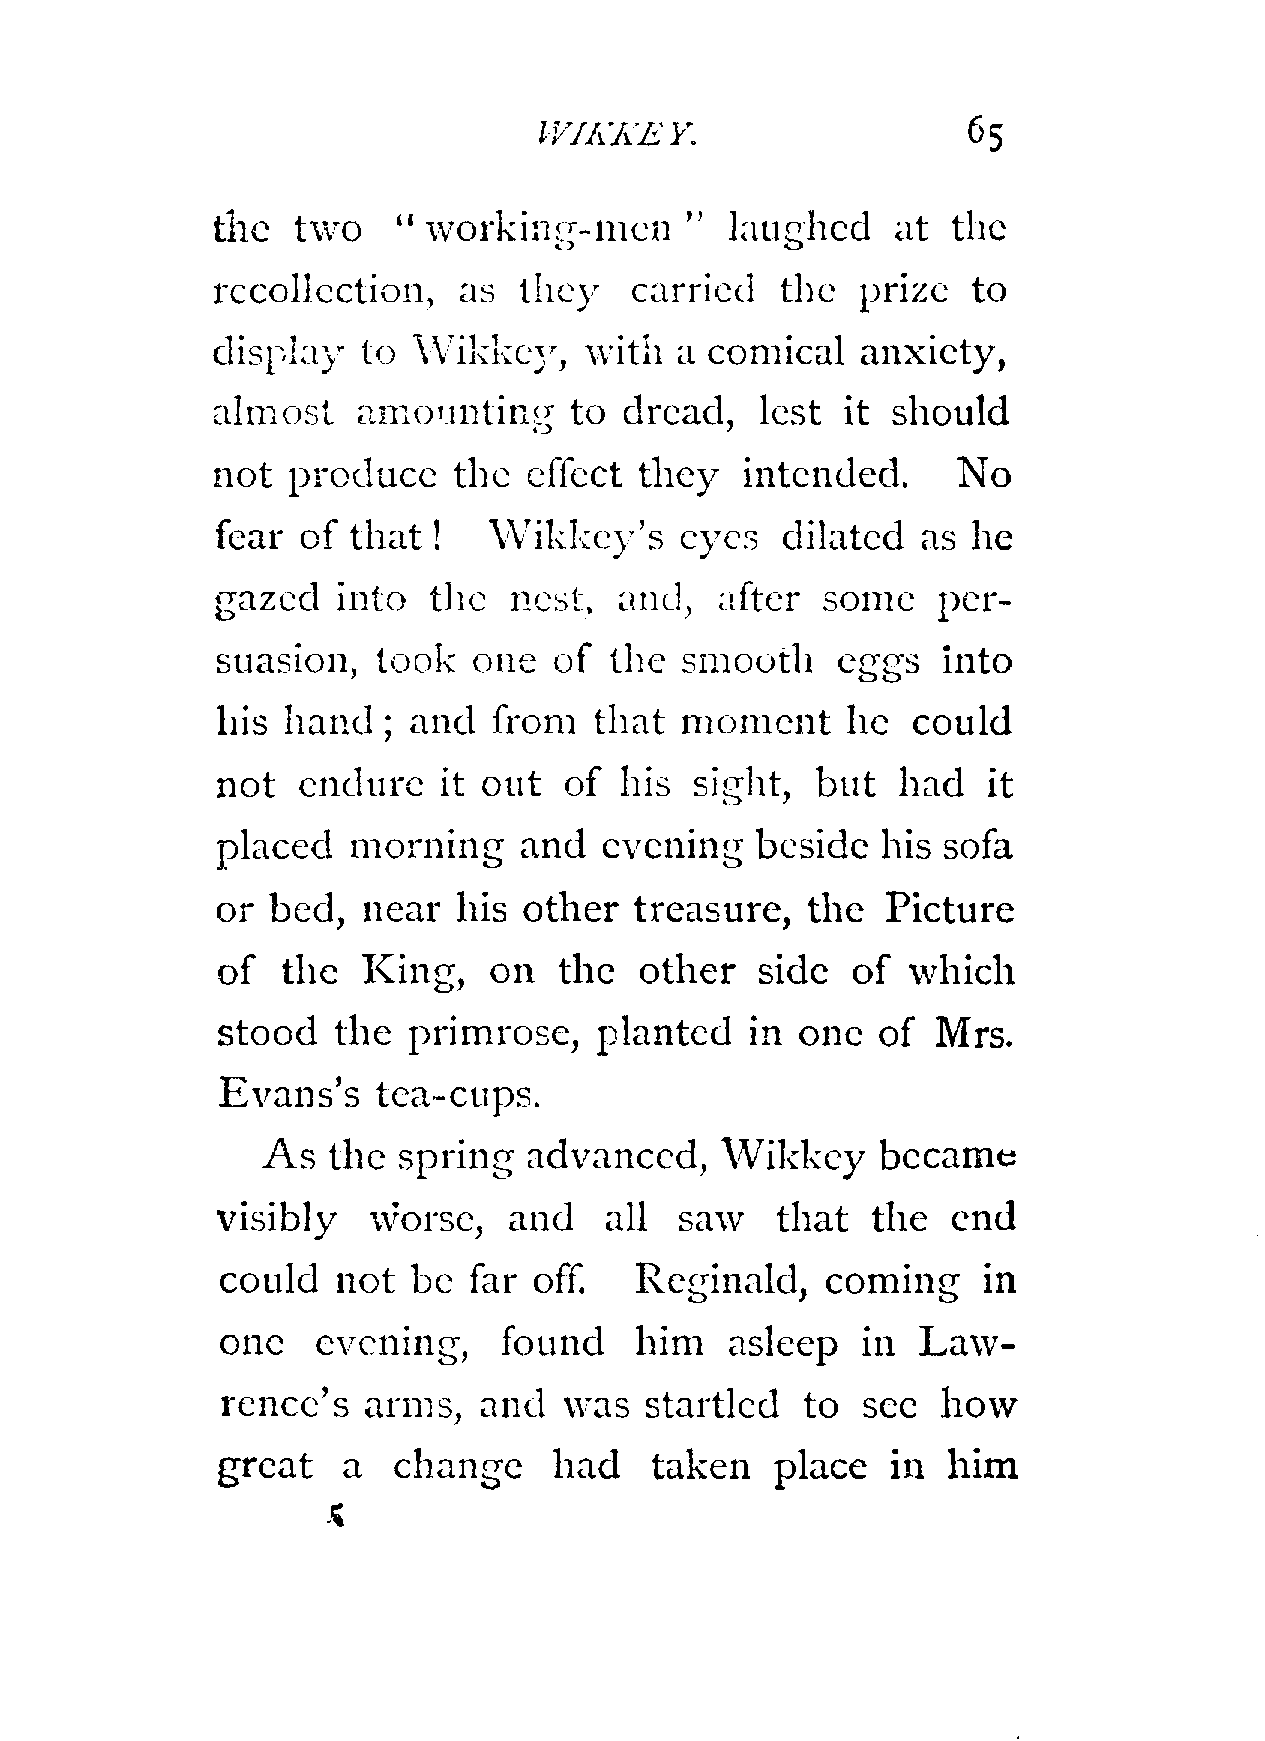 WIKKEY. 65
the two " working-men " laughed at the
recollection, as they carried the prize to
display to Wikkey, with a comical anxiety,
almost amounting to dread, lest it should
not produce the effect they intended. No
fear of that ! Wikkey's eyes dilated as he
gazed into the nest, and, after some per-
suasion, took one of the smooth eggs into
his hand ; and from that moment he could
not endure it out of his sight, but had it
placed morning and evening beside his sofa
or bed, near his other treasure, the Picture
of the King, on the other side of which
stood the primrose, planted in one of Mrs.
Evans's tea-cups.
As the spring advanced, Wikkey became
visibly worse, and all saw that the end
could not be far off. Reginald, coming in
one evening, found him asleep in Law-
rence's arms, and was startled to see how
great a change had taken place in him
5